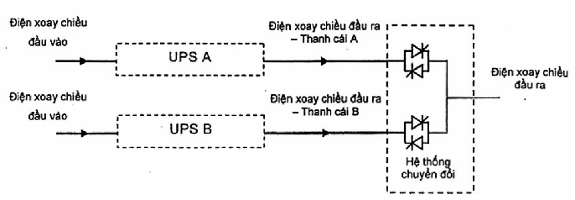 Điện xoay chiều
đầu vào
UPS A
Điện xoay chiều đầu ra
– Thanh cái A
Điện xoay chiều
đầu vào
UPS B
Điện xoay chiều đầu ra
– Thanh cái B
Điện xoay chiều
đầu ra
Hệ thống
chuyển đổi